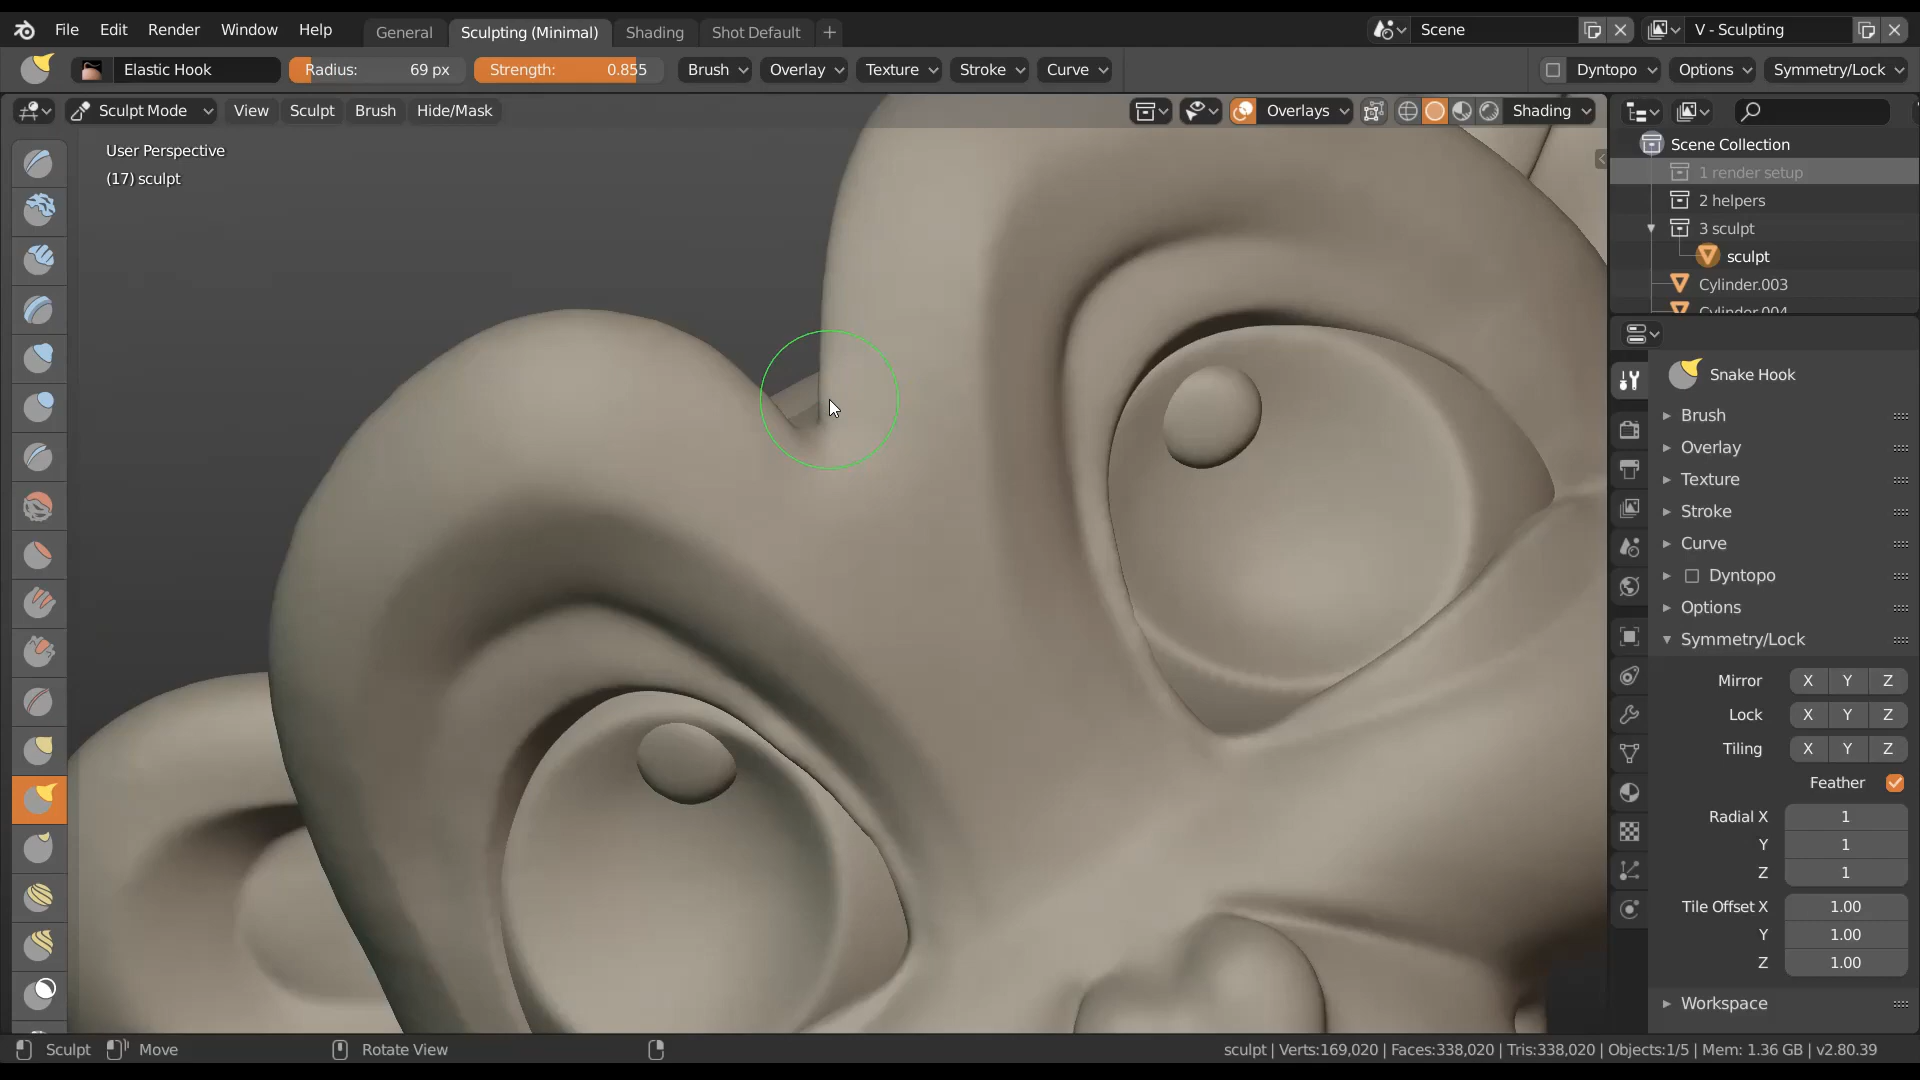 File Edit Render Window Help General Sculpting (Minimal) Shading Shot Default + Scene V - Sculpting
Elastic Hook Radius: 69 px Strength: 0.855 Brush Overlay Texture Stroke Curve Dyntopo Options Symmetry/Lock
Sculpt Mode View Sculpt Brush Hide/Mask Overlays Shading
User Perspective
(17) sculpt
Scene Collection
1 render setup
2 helpers
3 sculpt
sculpt
Cylinder.003
Cylinder.004
Snake Hook
Brush
Overlay
Texture
Stroke
Curve
Dyntopo
Options
Symmetry/Lock
Mirror X Y Z
Lock X Y Z
Tiling X Y Z
Feather
Radial X 1
Y 1
Z 1
Tile Offset X 1.00
Y 1.00
Z 1.00
Workspace
Sculpt Move Rotate View sculpt | Verts:169,020 | Faces:338,020 | Tris:338,020 | Objects:1/5 | Mem: 1.36 GB | v2.80.39